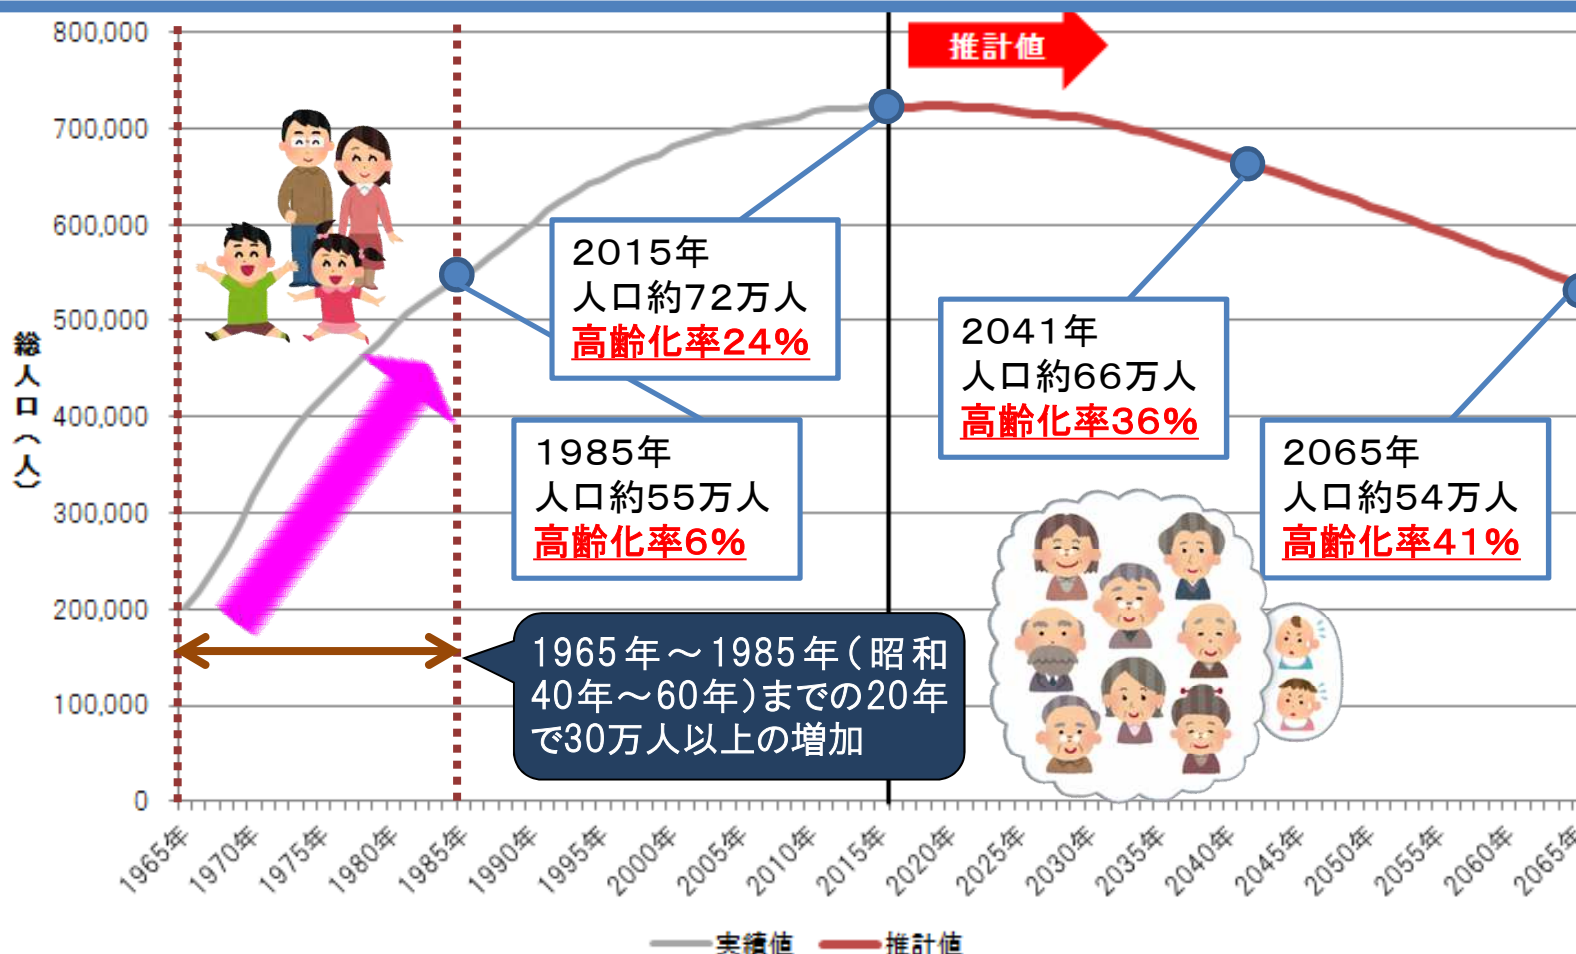 800,000
700,000
600,000
500,000
400,000
300,000
200,000
100,000
0
総人口（人）
推計値
2015年
人口約72万人
高齢化率24%
1985年
人口約55万人
高齢化率6%
2041年
人口約66万人
高齢化率36%
2065年
人口約54万人
高齢化率41%
1965年～1985年（昭和
40年～60年）までの20年
で30万人以上の増加
1965年
1970年
1975年
1980年
1985年
1990年
1995年
2000年
2005年
2010年
2015年
2020年
2025年
2030年
2035年
2040年
2045年
2050年
2055年
2060年
2065年
実績値
推計値